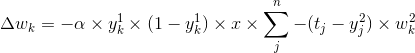 Δw_k = −α × y_k^1 × (1 − y_k^1) × x × ∑_j^n −(t_j − y_j^2) × w_k^2